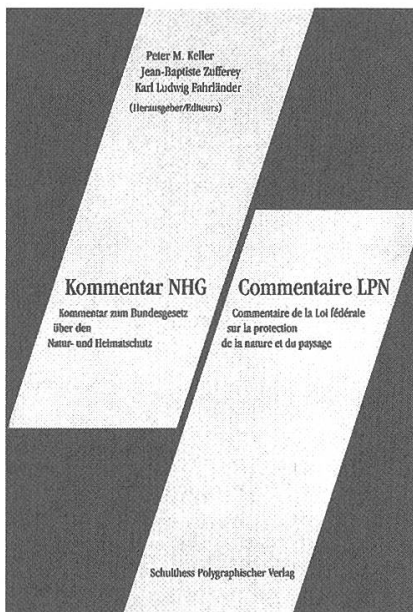 Peter M. Keller
Jean-Baptiste Zufferey
Karl Ludwig Fahrländer
(Herausgeber/Editeurs)
Kommentar NHG
Kommentar zum Bundesgesetz
über den
Natur- und Heimatschutz
Commentaire LPN
Commentaire de la Loi fédérale
sur la protection
de la nature et du paysage
Schulthess Polygraphischer Verlag